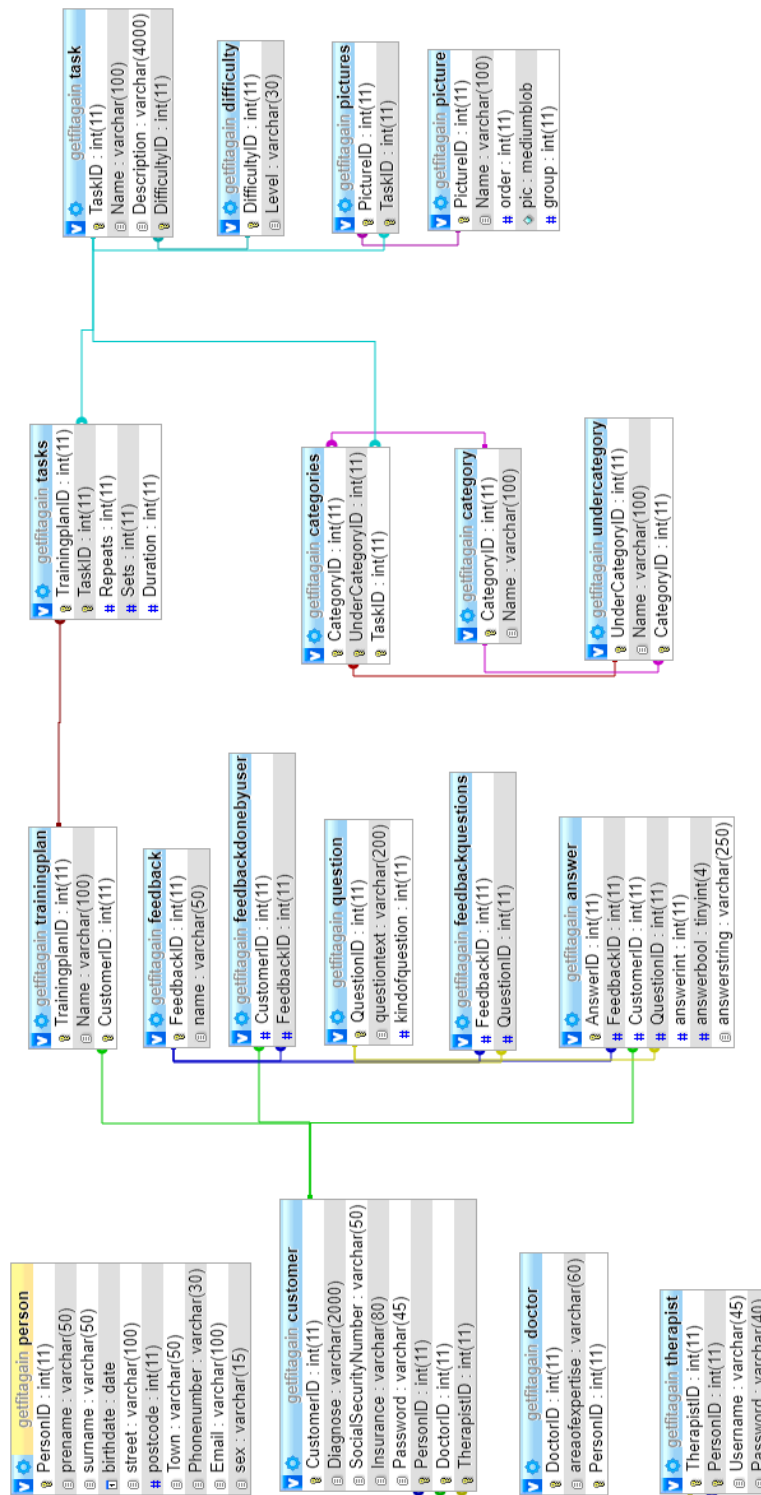 getfitagain person
PersonID : int(11)
prename : varchar(50)
surname : varchar(50)
birthdate : date
street : varchar(100)
# postcode : int(11)
Town : varchar(50)
Phonenumber : varchar(30)
Email : varchar(100)
sex : varchar(15)
getfitagain customer
CustomerID : int(11)
Diagnose : varchar(2000)
SocialSecurityNumber : varchar(50)
Insurance : varchar(80)
Password : varchar(45)
PersonID : int(11)
DoctorID : int(11)
TherapistID : int(11)
getfitagain doctor
DoctorID : int(11)
areaofexpertise : varchar(60)
PersonID : int(11)
getfitagain therapist
TherapistID : int(11)
PersonID : int(11)
Username : varchar(45)
Password : varchar(40)
getfitagain trainingplan
TrainingplanID : int(11)
Name : varchar(100)
CustomerID : int(11)
getfitagain feedback
FeedbackID : int(11)
name : varchar(50)
getfitagain feedbackdonebyuser
# CustomerID : int(11)
# FeedbackID : int(11)
getfitagain question
QuestionID : int(11)
questiontext : varchar(200)
# kindofquestion : int(11)
getfitagain feedbackquestions
# FeedbackID : int(11)
# QuestionID : int(11)
getfitagain answer
AnswerID : int(11)
# FeedbackID : int(11)
# CustomerID : int(11)
# QuestionID : int(11)
# answerint : int(11)
# answerbool : tinyint(4)
answerstring : varchar(250)
getfitagain tasks
TrainingplanID : int(11)
TaskID : int(11)
# Repeats : int(11)
# Sets : int(11)
# Duration : int(11)
getfitagain categories
CategoryID : int(11)
UnderCategoryID : int(11)
TaskID : int(11)
getfitagain category
CategoryID : int(11)
Name : varchar(100)
getfitagain undercategory
UnderCategoryID : int(11)
Name : varchar(100)
CategoryID : int(11)
getfitagain task
TaskID : int(11)
Name : varchar(100)
Description : varchar(4000)
DifficultyID : int(11)
getfitagain difficulty
DifficultyID : int(11)
Level : varchar(30)
getfitagain pictures
PictureID : int(11)
TaskID : int(11)
getfitagain picture
PictureID : int(11)
Name : varchar(100)
# order : int(11)
pic : mediumblob
# group : int(11)